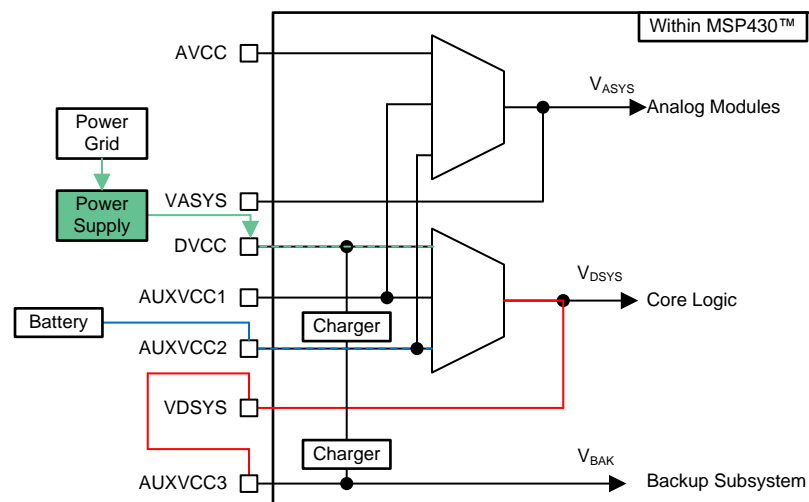 Within MSP430™
AVCC
VASYS
Analog Modules
Power
Grid
VASYS
Power
Supply
DVCC
VDSYS
AUXVCC1
Core Logic
Battery
Charger
AUXVCC2
VDSYS
Charger
VBAK
AUXVCC3
Backup Subsystem